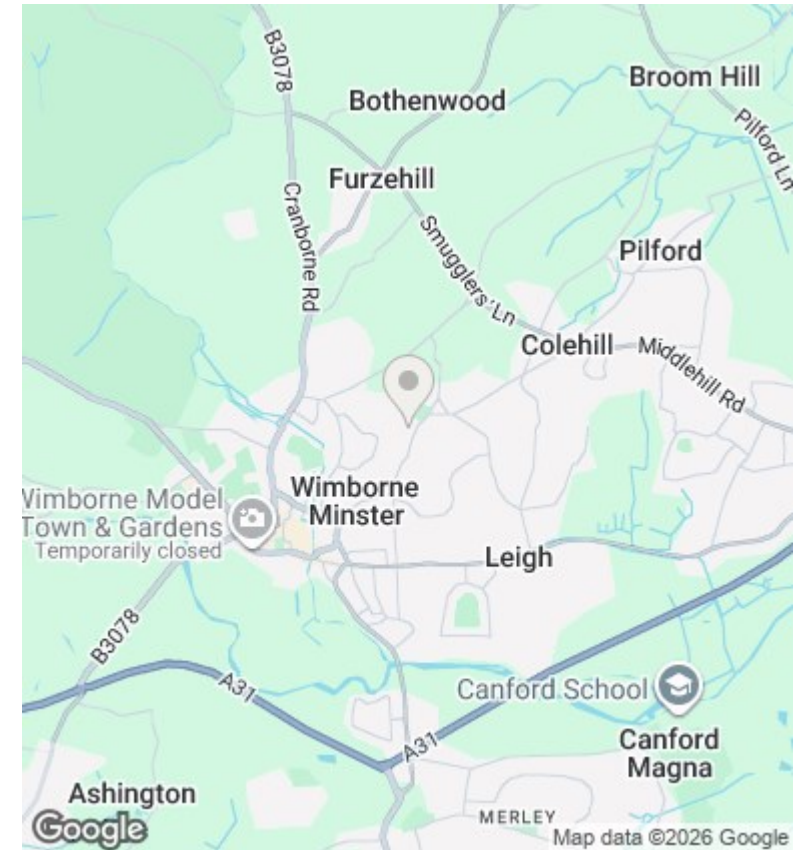 B3078
Bothenwood
Broom Hill
Pilford Ln
Furzehill
Cranborne Rd
Smugglers' Ln
Pilford
Colehill
Middlehill Rd
Wimborne
Minster
Wimborne Model
Town & Gardens
Temporarily closed
Leigh
B3078
A31
Canford School
A31
Canford
Magna
Ashington
MERLEY
Google
Map data ©2026 Google